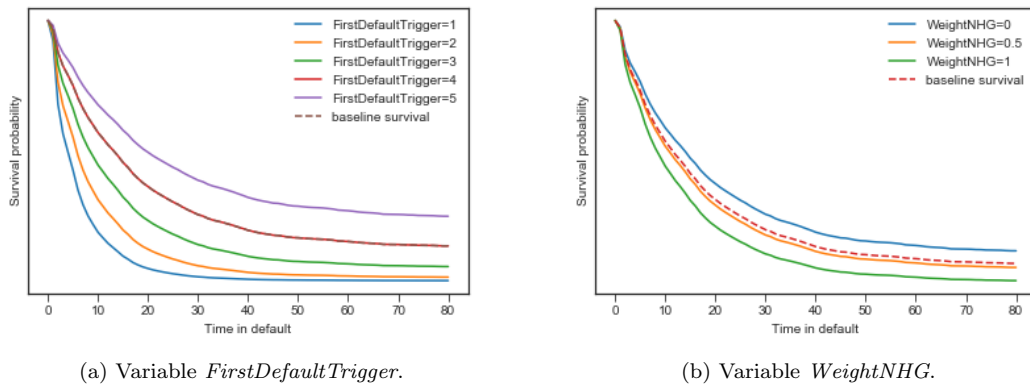 FirstDefaultTrigger=1
FirstDefaultTrigger=2
FirstDefaultTrigger=3
FirstDefaultTrigger=4
FirstDefaultTrigger=5
baseline survival
Survival probability
0 10 20 30 40 50 60 70 80
Time in default
(a) Variable FirstDefaultTrigger.
WeightNHG=0
WeightNHG=0.5
WeightNHG=1
baseline survival
Survival probability
0 10 20 30 40 50 60 70 80
Time in default
(b) Variable WeightNHG.